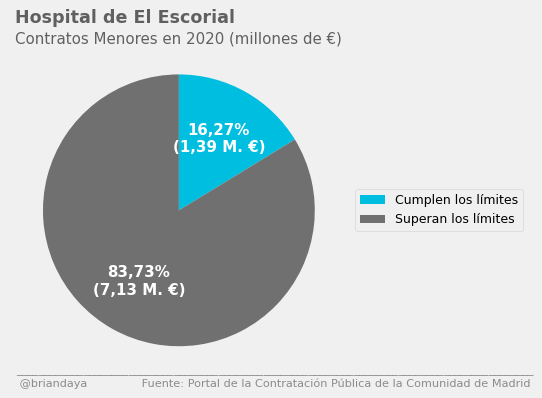 Hospital de El Escorial
Contratos Menores en 2020 (millones de €)
16,27%
(1,39 M. €)
Cumplen los límites
Superan los límites
83,73%
(7,13 M. €)
@briandaya Fuente: Portal de la Contratación Pública de la Comunidad de Madrid